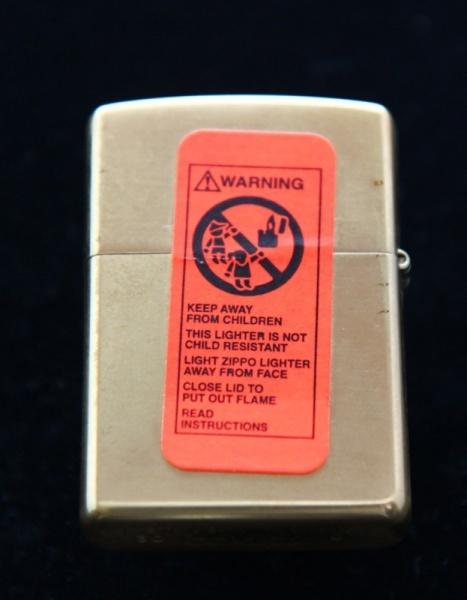 WARNING
KEEP AWAY
FROM CHILDREN
THIS LIGHTER IS NOT
CHILD RESISTANT
LIGHT ZIPPO LIGHTER
AWAY FROM FACE
CLOSE LID TO
PUT OUT FLAME
READ
INSTRUCTIONS